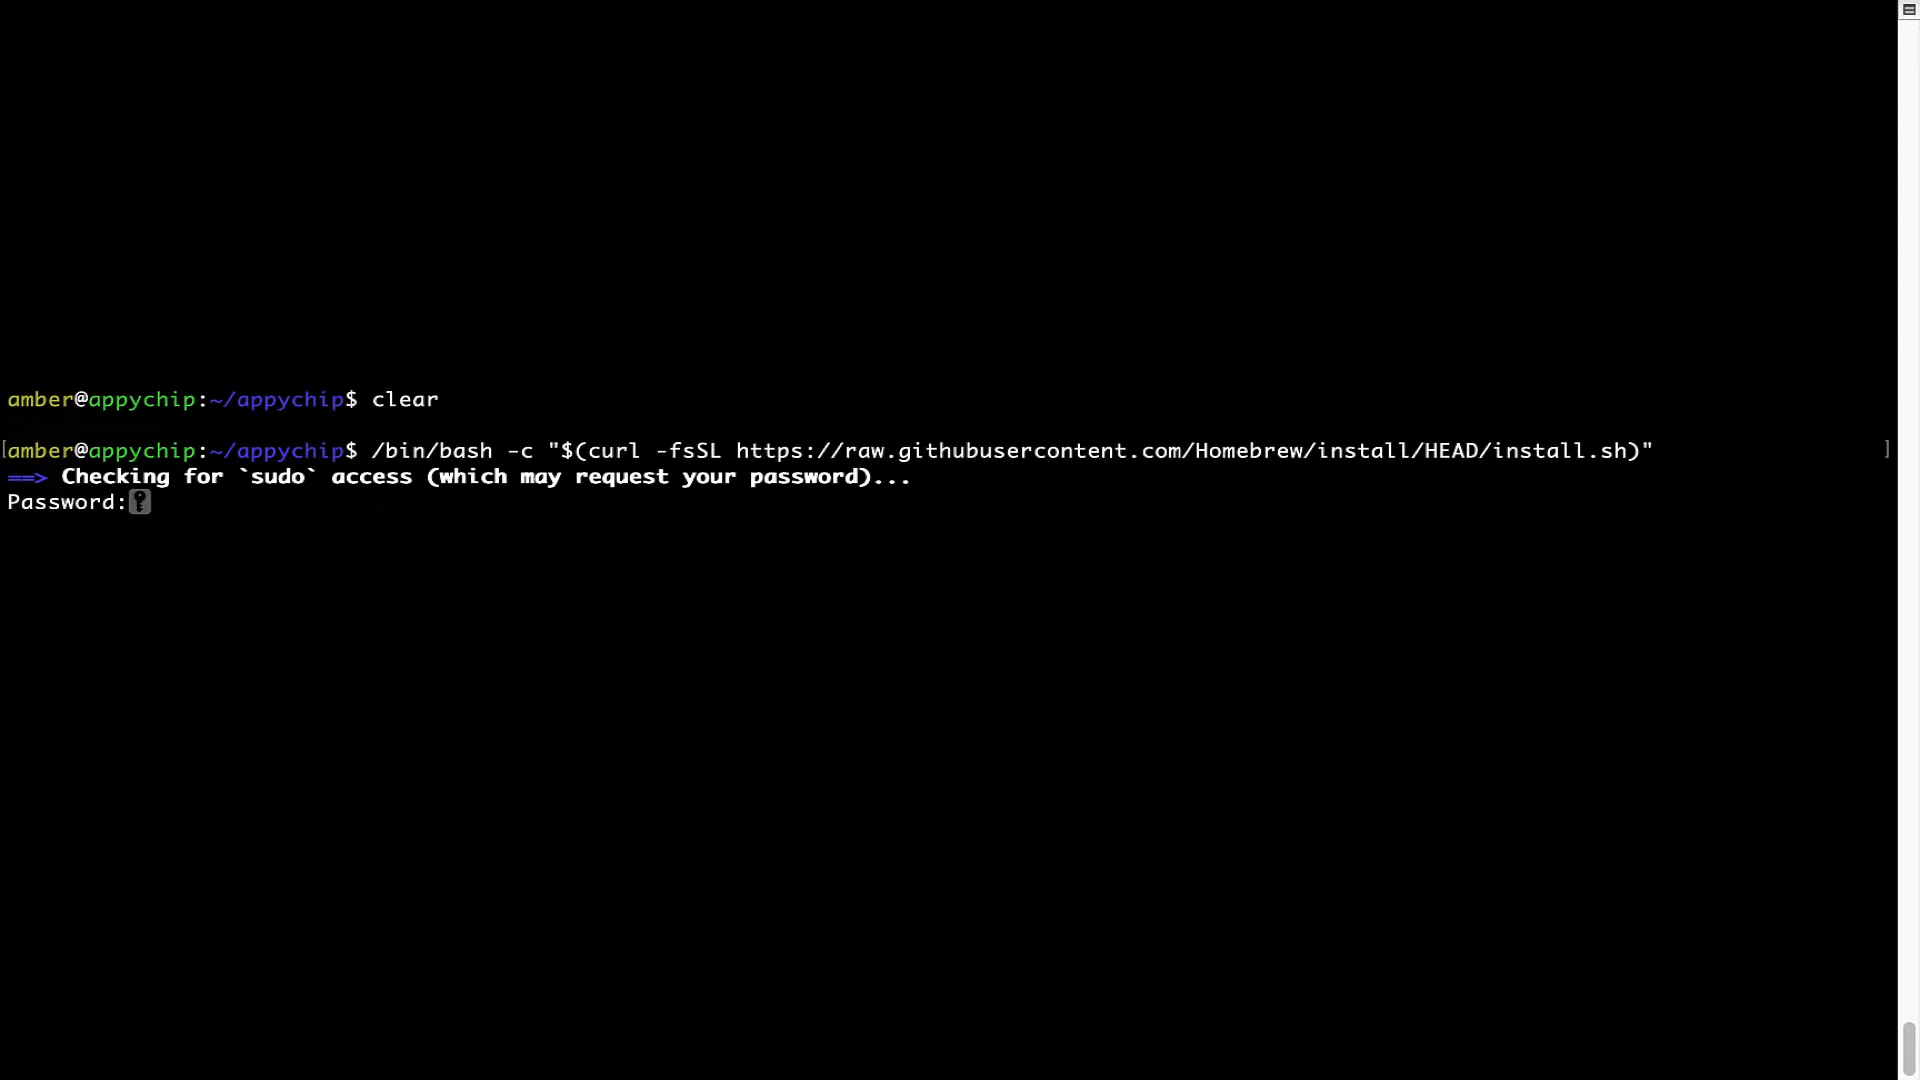 amber@appychip:~/appychip$ clear
[amber@appychip:~/appychip$ /bin/bash -c "$(curl -fsSL https://raw.githubusercontent.com/Homebrew/install/HEAD/install.sh)" ]
==> Checking for `sudo` access (which may request your password)...
Password: